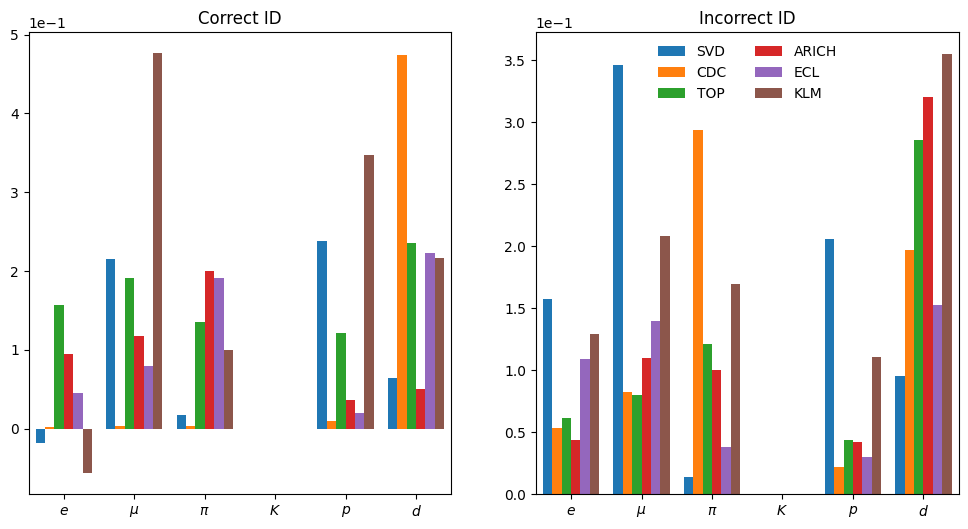 Correct ID
1e−1
5
4
3
2
1
0
e μ π K p d
Incorrect ID
1e−1
3.5
3.0
2.5
2.0
1.5
1.0
0.5
0.0
SVD ARICH
CDC ECL
TOP KLM
e μ π K p d